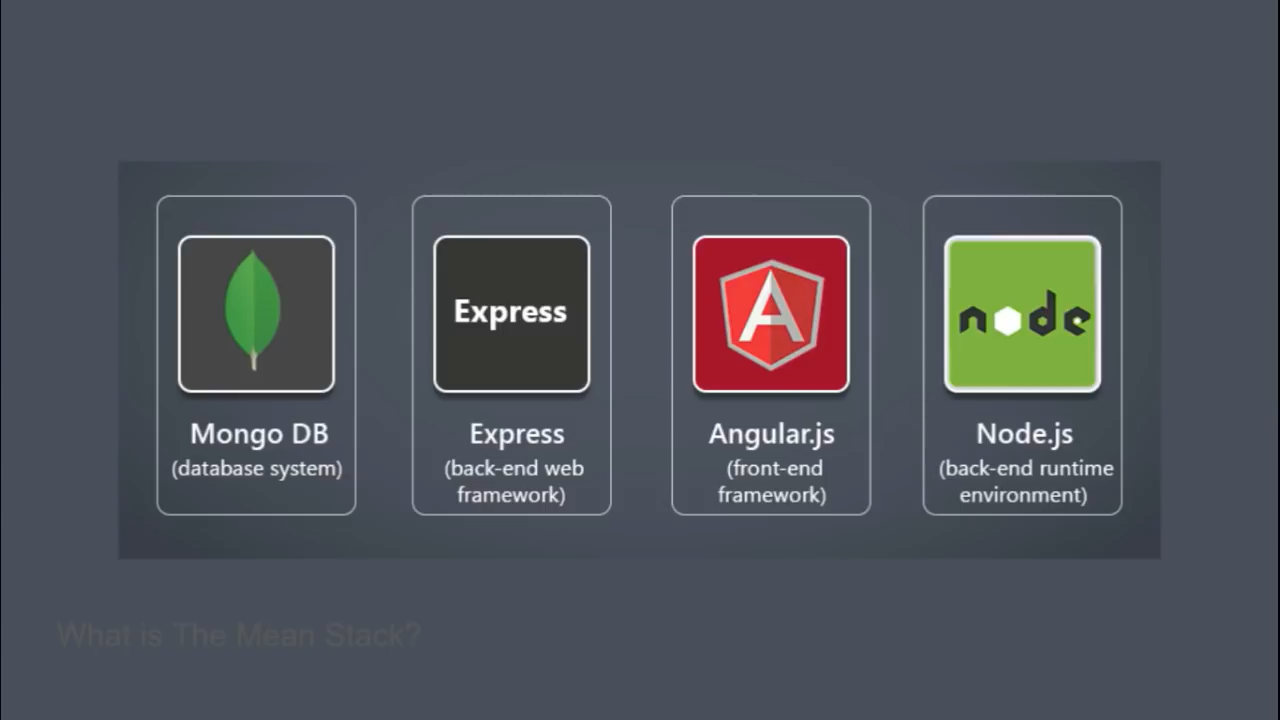 Express
node
Mongo DB
(database system)
Express
(back-end web
framework)
Angular.js
(front-end
framework)
Node.js
(back-end runtime
environment)
What is The Mean Stack?